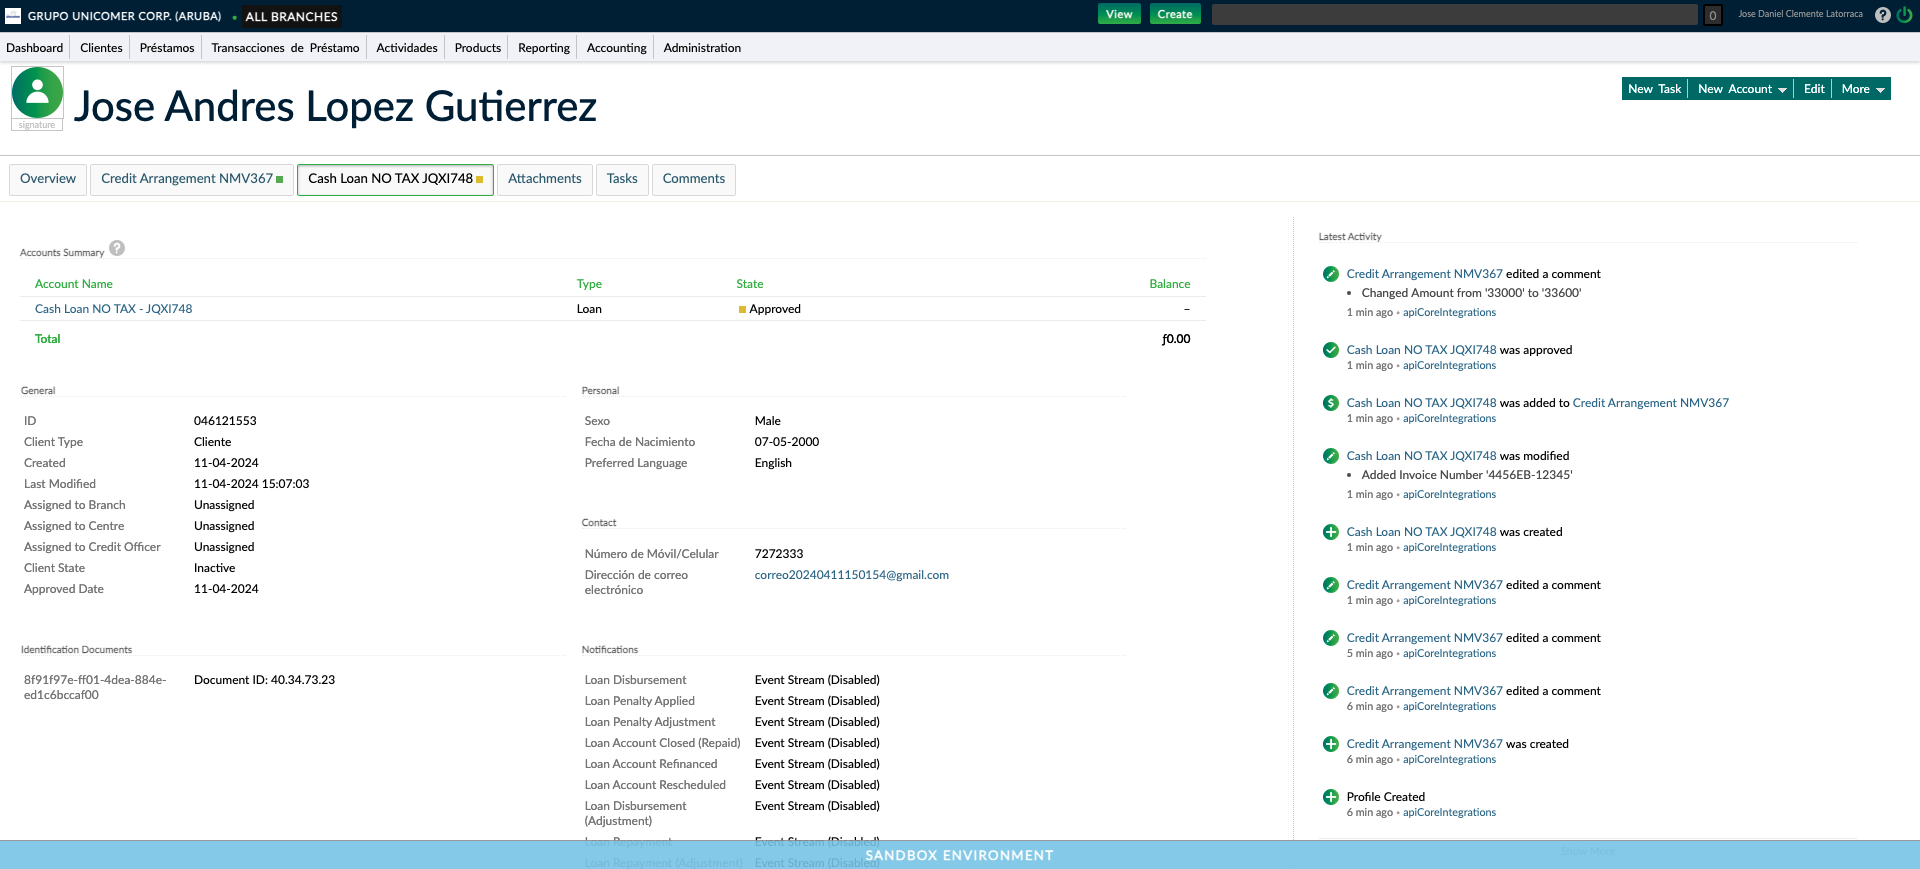 GRUPO UNICOMER CORP. (ARUBA) • ALL BRANCHES
View
Create
0
Jose Daniel Clemente Latorraca
?
Dashboard
Clientes
Préstamos
Transacciones de Préstamo
Actividades
Products
Reporting
Accounting
Administration
signature
Jose Andres Lopez Gutierrez
New Task
New Account
Edit
More
Overview
Credit Arrangement NMV367
Cash Loan NO TAX JQXI748
Attachments
Tasks
Comments
Accounts Summary ?
Account Name Type State Balance
Cash Loan NO TAX - JQXI748 Loan Approved –
Total ƒ0.00
General
ID 046121553
Client Type Cliente
Created 11-04-2024
Last Modified 11-04-2024 15:07:03
Assigned to Branch Unassigned
Assigned to Centre Unassigned
Assigned to Credit Officer Unassigned
Client State Inactive
Approved Date 11-04-2024
Identification Documents
8f91f97e-ff01-4dea-884e- Document ID: 40.34.73.23
ed1c6bccaf00
Personal
Sexo Male
Fecha de Nacimiento 07-05-2000
Preferred Language English
Contact
Número de Móvil/Celular 7272333
Dirección de correo correo20240411150154@gmail.com
electrónico
Notifications
Loan Disbursement Event Stream (Disabled)
Loan Penalty Applied Event Stream (Disabled)
Loan Penalty Adjustment Event Stream (Disabled)
Loan Account Closed (Repaid) Event Stream (Disabled)
Loan Account Refinanced Event Stream (Disabled)
Loan Account Rescheduled Event Stream (Disabled)
Loan Disbursement Event Stream (Disabled)
(Adjustment)
Loan Repayment Event Stream (Disabled)
Loan Repayment (Adjustment) Event Stream (Disabled)
Latest Activity
Credit Arrangement NMV367 edited a comment
• Changed Amount from '33000' to '33600'
1 min ago • apiCoreIntegrations
Cash Loan NO TAX JQXI748 was approved
1 min ago • apiCoreIntegrations
Cash Loan NO TAX JQXI748 was added to Credit Arrangement NMV367
1 min ago • apiCoreIntegrations
Cash Loan NO TAX JQXI748 was modified
• Added Invoice Number '4456EB-12345'
1 min ago • apiCoreIntegrations
Cash Loan NO TAX JQXI748 was created
1 min ago • apiCoreIntegrations
Credit Arrangement NMV367 edited a comment
1 min ago • apiCoreIntegrations
Credit Arrangement NMV367 edited a comment
5 min ago • apiCoreIntegrations
Credit Arrangement NMV367 edited a comment
6 min ago • apiCoreIntegrations
Credit Arrangement NMV367 was created
6 min ago • apiCoreIntegrations
Profile Created
6 min ago • apiCoreIntegrations
Show More
SANDBOX ENVIRONMENT